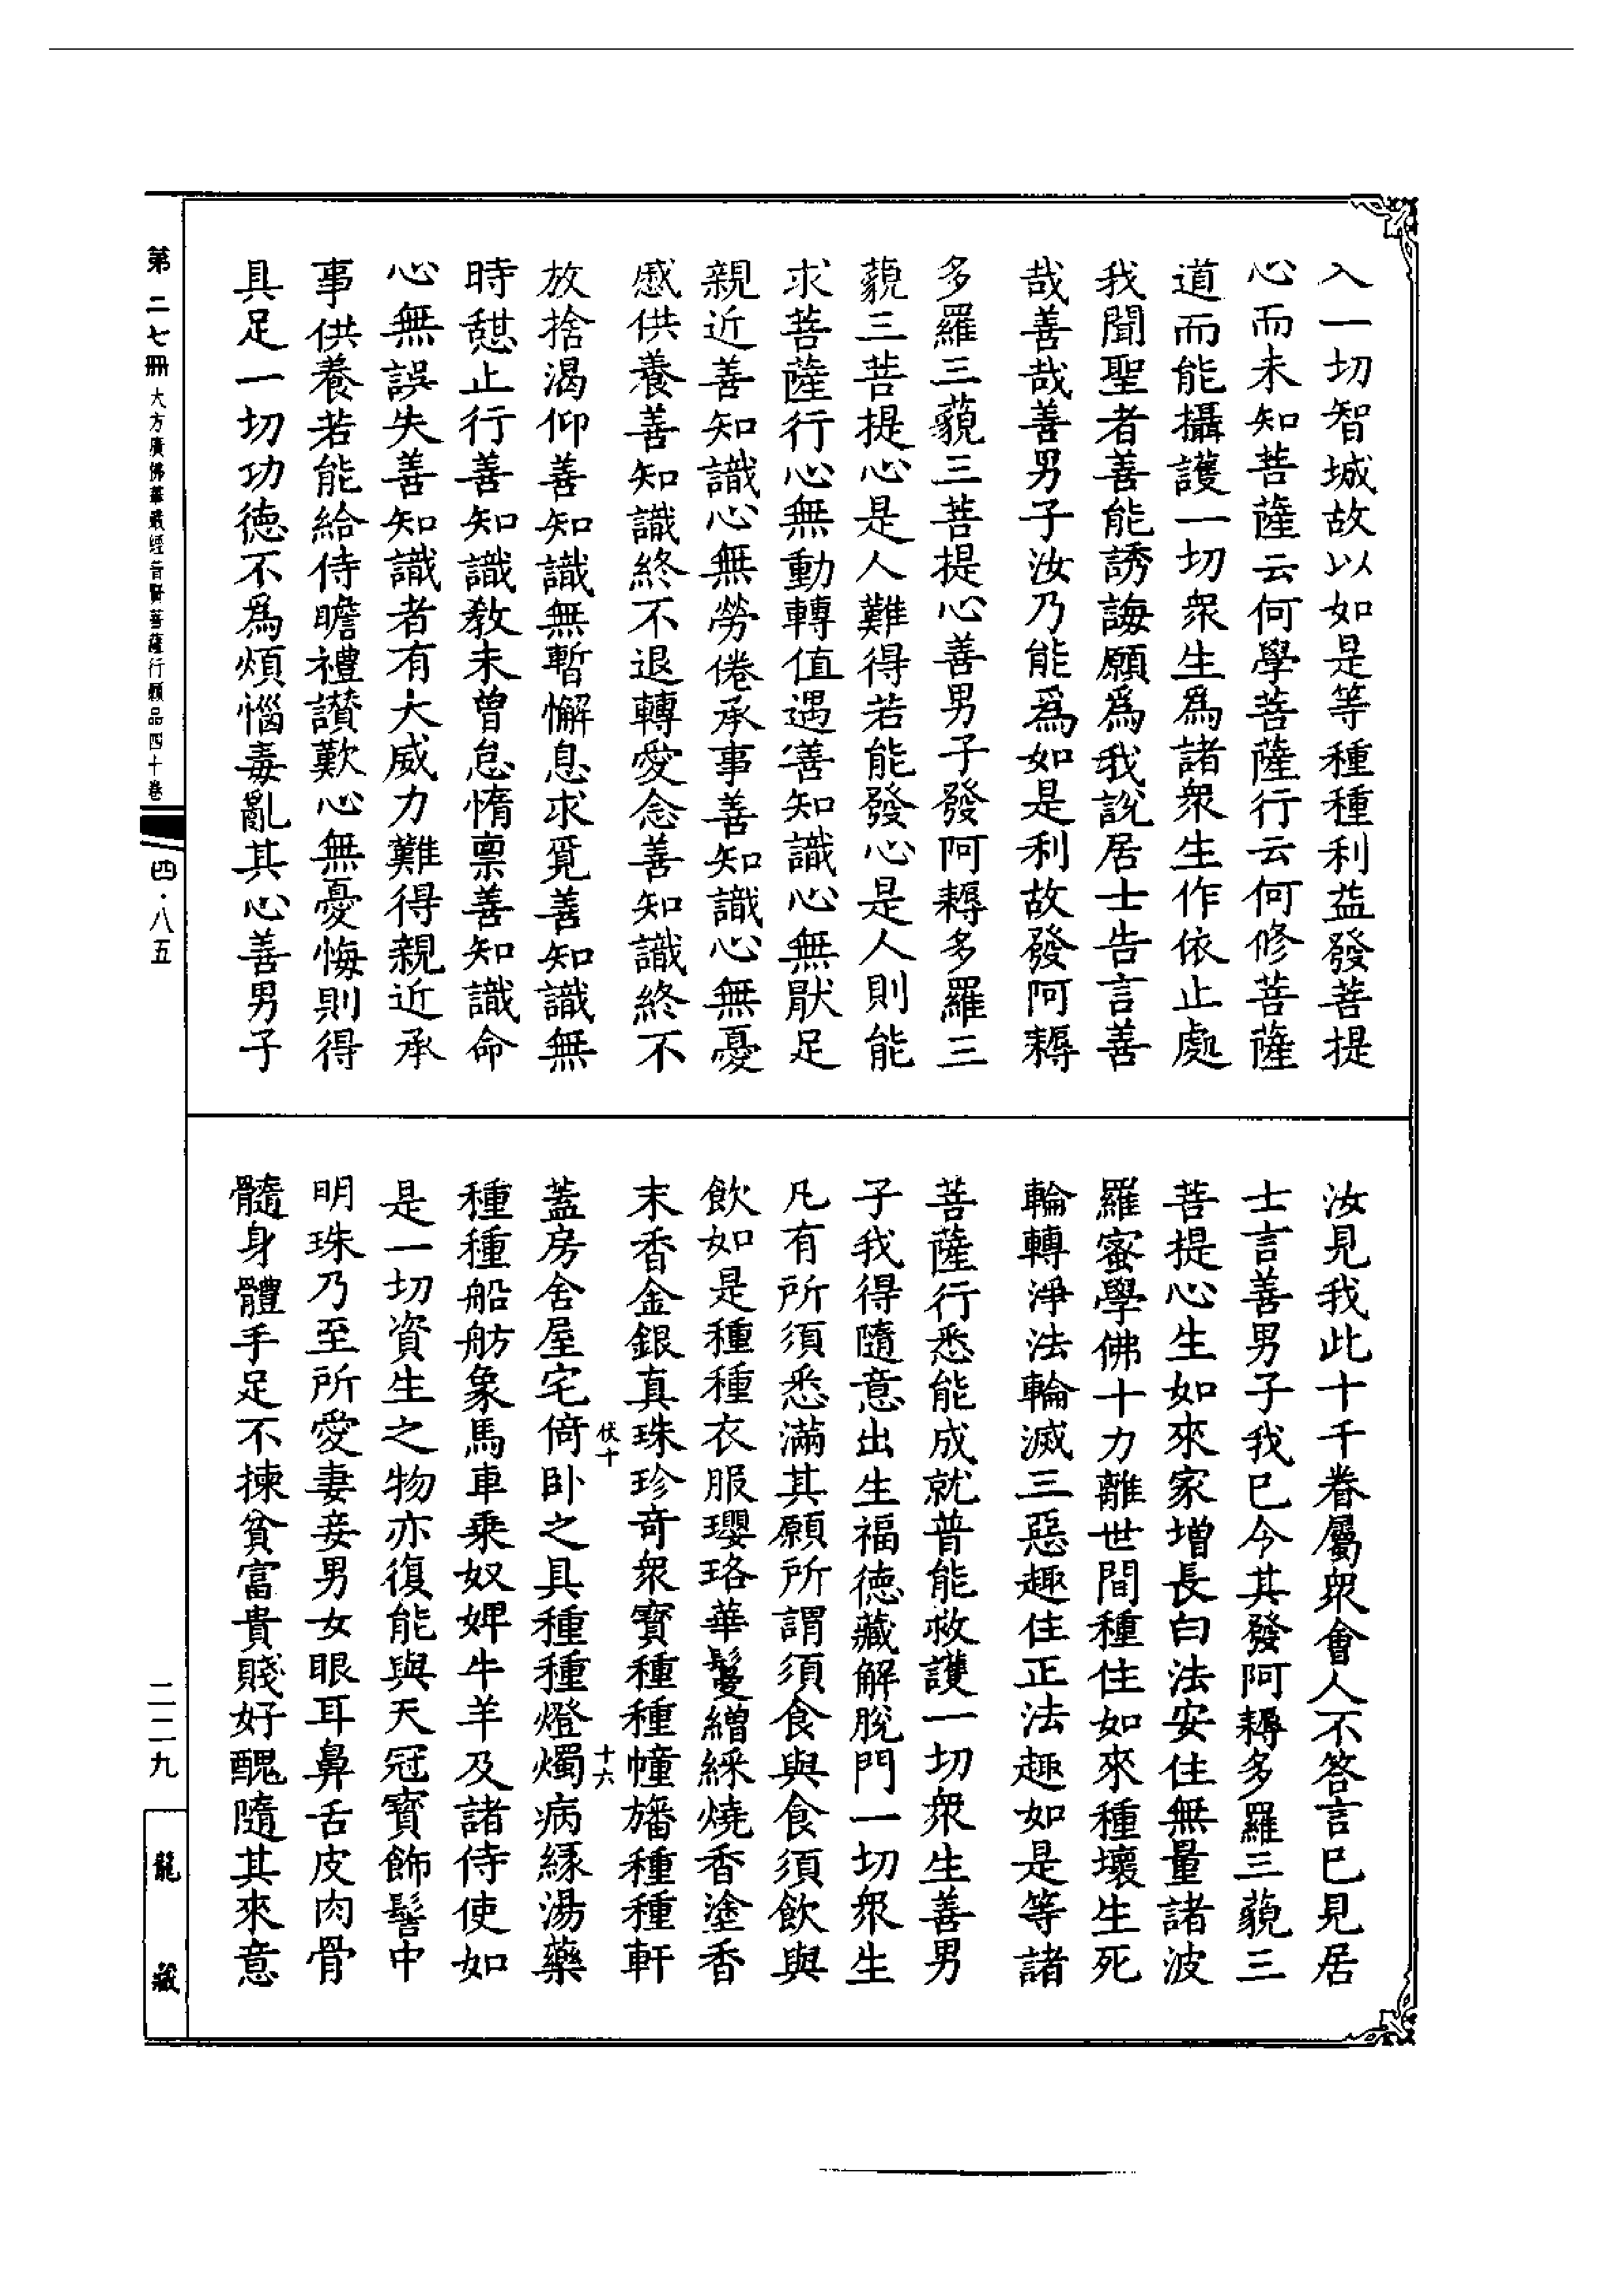 入一切智城故以如是等種種利益發菩提
心而未知菩薩云何學菩薩行云何修菩薩
道而能攝護一切衆生爲諸衆生作依止處
我聞聖者善能誘誨願爲我說居士告言善
哉善哉善男子汝乃能爲如是利故發阿耨
多羅三藐三菩提心善男子發阿耨多羅三
藐三菩提心是人難得若能發心是人則能
求菩薩行心無動轉值遇善知識心無猒足
親近善知識心無勞倦承事善知識心無憂
慼供養善知識終不退轉愛念善知識終不
放捨渴仰善知識無暫懈息求覓善知識無
時憇止行善知識教未曾怠惰禀善知識命
心無誤失善知識者有大威力難得親近承
事供養若能給侍瞻禮讃歎心無憂悔則得
具足一切功德不爲煩惱毒亂其心善男子
汝見我此十千眷屬衆會人不答言已見居
士言善男子我已令其發阿耨多羅三藐三
菩提心生如來家增長白法安住無量諸波
羅蜜學佛十力離世間種住如來種壞生死
輪轉淨法輪滅三惡趣住正法趣如是等諸
菩薩行悉能成就普能救護一切衆生善男
子我得隨意出生福德藏解脫門一切衆生
凡有所須悉滿其願所謂須食與食須飲與
飲如是種種衣服瓔珞華鬘繒綵燒香塗香
末香金銀真珠珍奇衆寳種種幢旛種種軒
伏十
十六
蓋房舍屋宅倚卧之具種種燈燭病緣湯藥
種種船舫象馬車乘奴婢牛羊及諸侍使如
是一切資生之物亦復能與天冠寳飾髻中
明珠乃至所愛妻妾男女眼耳鼻舌皮肉骨
髓身體手足不揀貧富貴賤好醜隨其來意
第二七冊 大方廣佛華嚴經普賢菩薩行願品四十卷
四·八五
二二九
龍藏